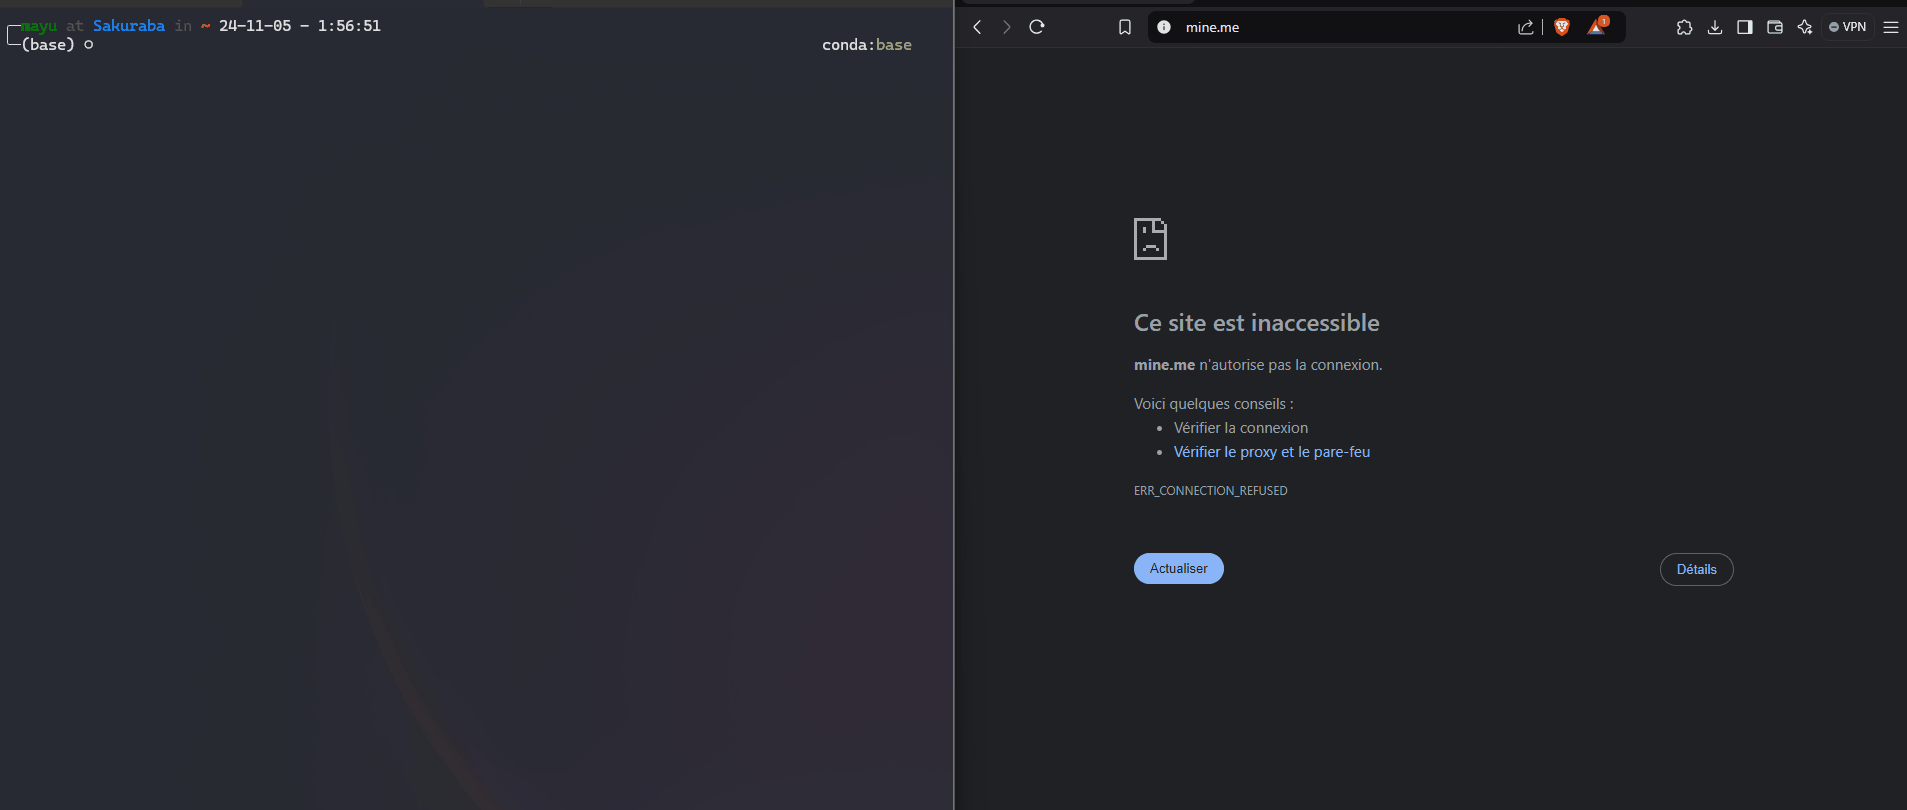 mayu at Sakuraba in ~ 24-11-05 - 1:56:51
(base) conda:base
mine.me
1
VPN
Ce site est inaccessible
mine.me n'autorise pas la connexion.
Voici quelques conseils :
• Vérifier la connexion
• Vérifier le proxy et le pare-feu
ERR_CONNECTION_REFUSED
Actualiser
Détails